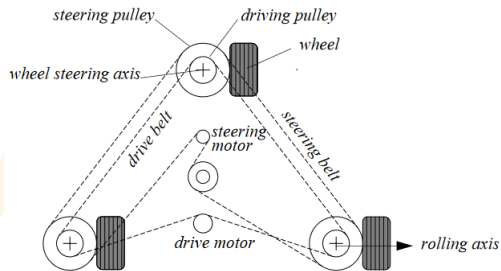 steering pulley
driving pulley
wheel
wheel steering axis
drive belt
steering
motor
steering belt
drive motor
rolling axis